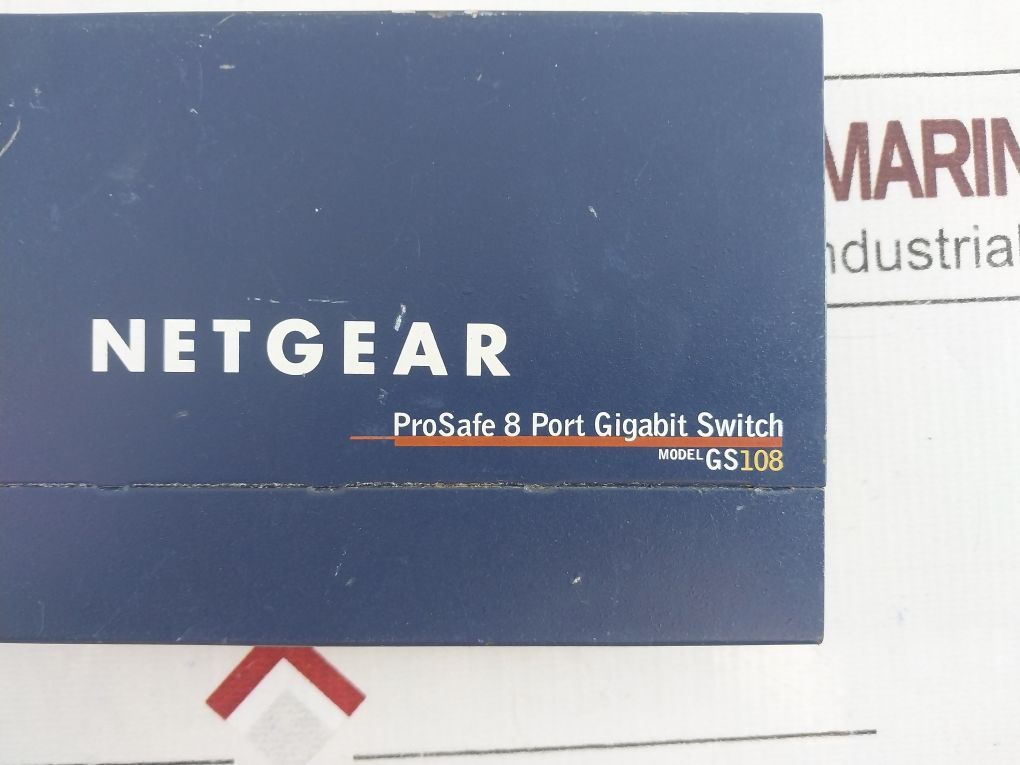 NETGEAR
ProSafe 8 Port Gigabit Switch
MODEL GS108
MARIN
ndustrial